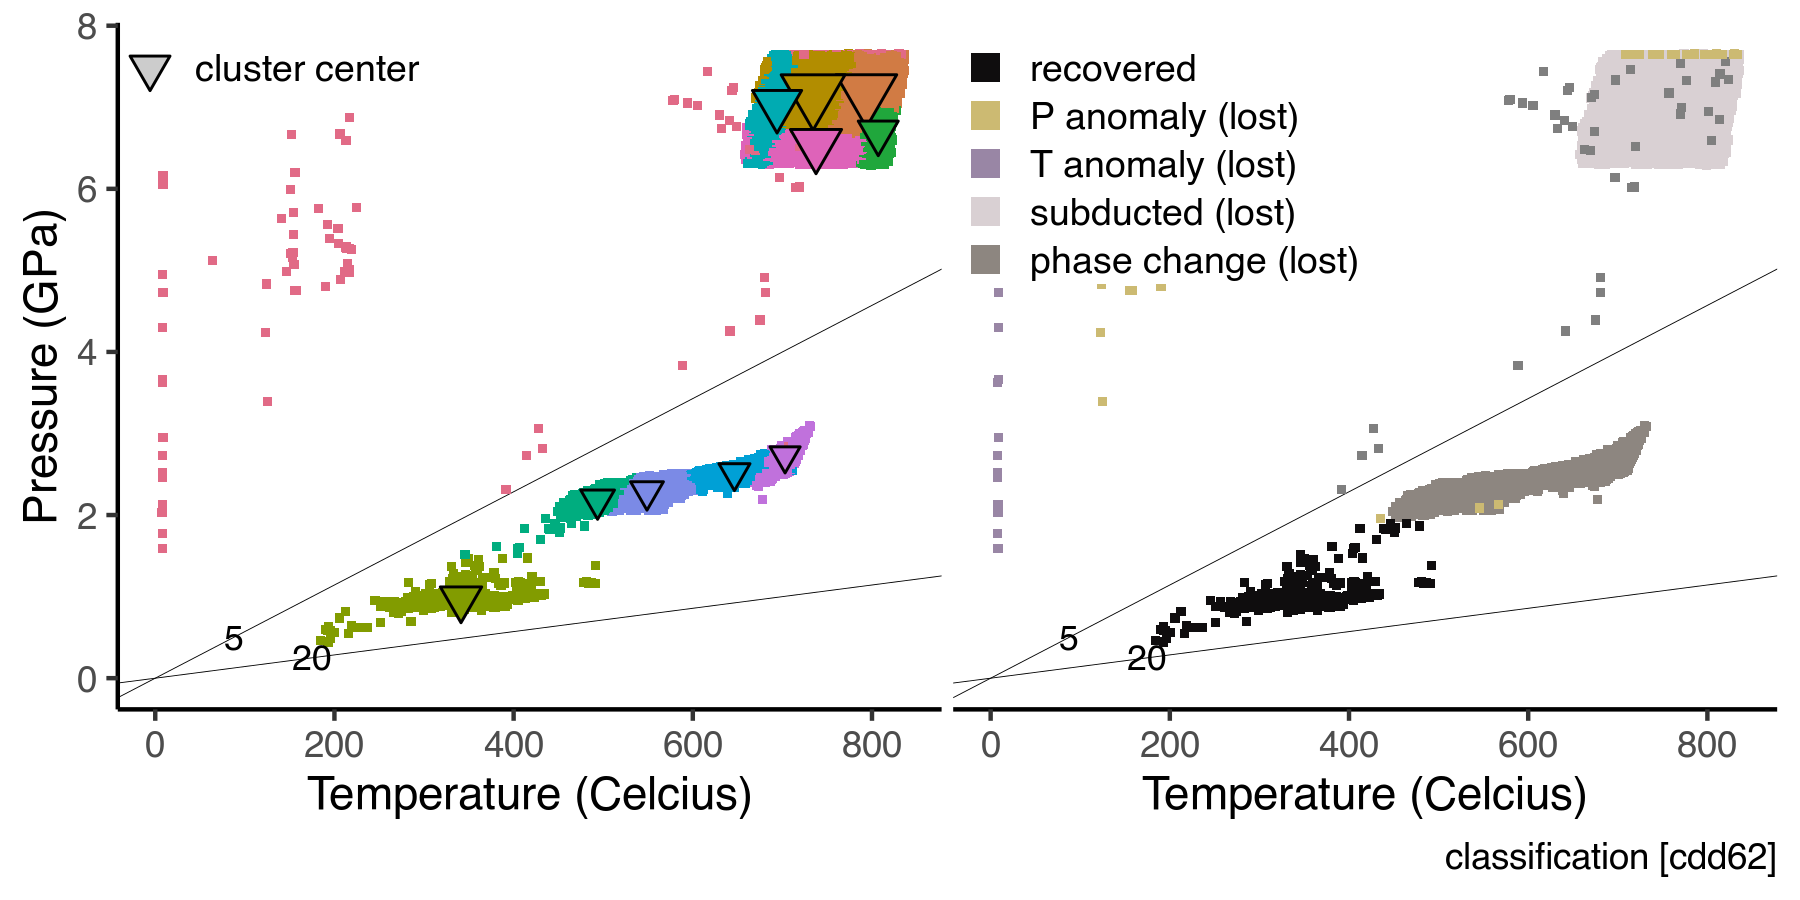 8
6
4
2
0
Pressure (GPa)
cluster center
5
20
0 200 400 600 800
Temperature (Celcius)
recovered
P anomaly (lost)
T anomaly (lost)
subducted (lost)
phase change (lost)
5
20
0 200 400 600 800
Temperature (Celcius)
classification [cdd62]